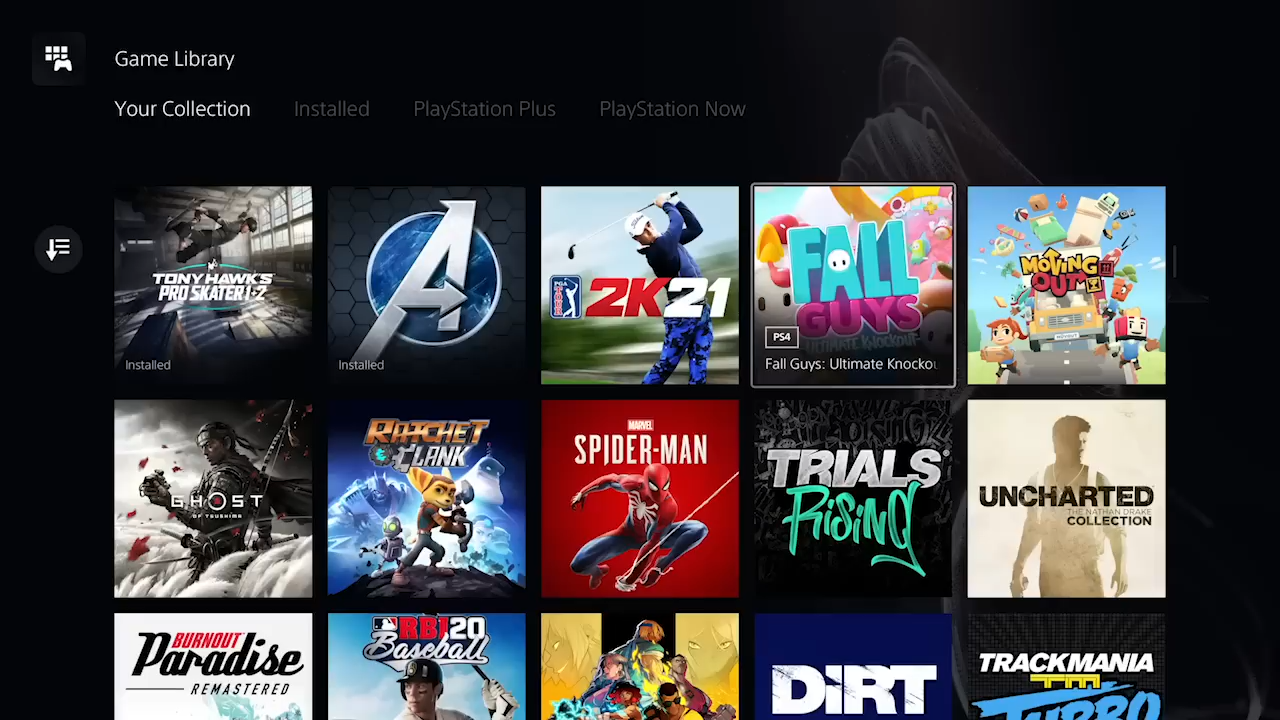 Game Library
Your Collection
Installed
PlayStation Plus
PlayStation Now
TONY HAWK'S
PRO SKATER 1+2
Installed
A
Installed
PGA
TOUR
2K21
FALL
GUYS
ULTIMATE KNOCKOUT
PS4
Fall Guys: Ultimate Knockou
MOVING
OUT
MOVINOUT
GHOST
OF TSUSHIMA
RATCHET
& CLANK
MARVEL
SPIDER-MAN
TRIALS
RISING
UNCHARTED
THE NATHAN DRAKE
COLLECTION
BURNOUT
Paradise
REMASTERED
RBI 20
Baseball
DiRT
TRACKMANIA
TM
TURBO